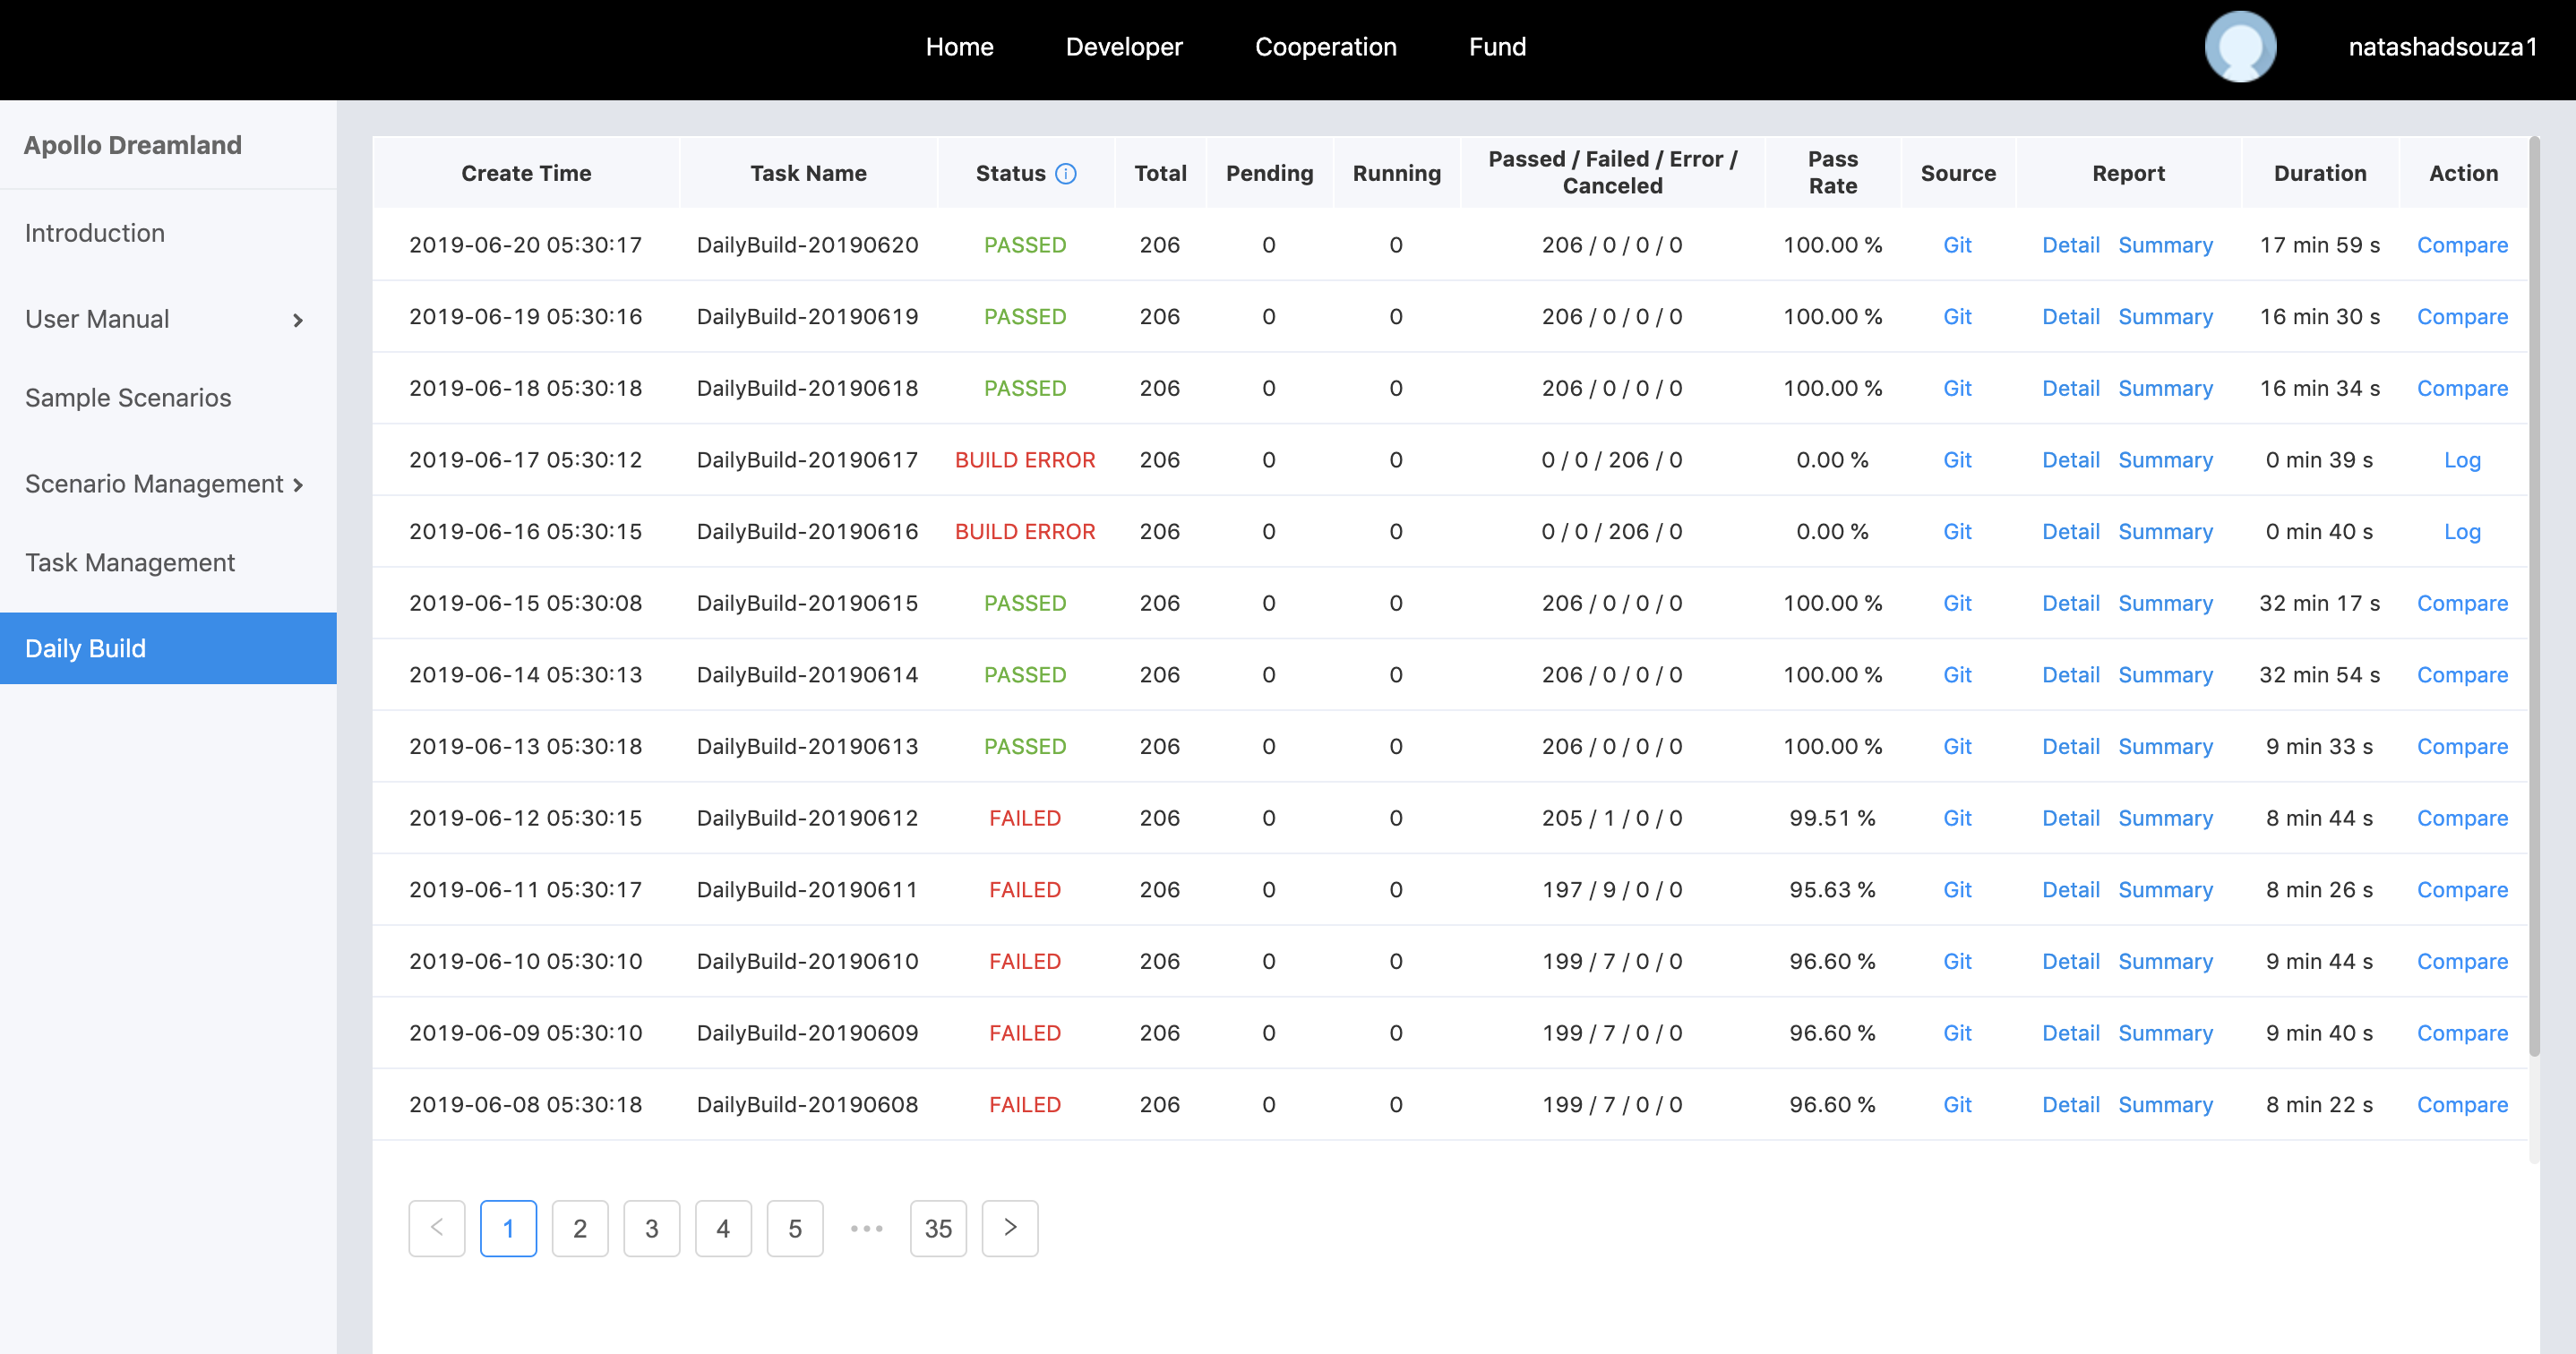 Home Developer Cooperation Fund natashadsouza1
Apollo Dreamland
Introduction
User Manual
Sample Scenarios
Scenario Management
Task Management
Daily Build
Create Time Task Name Status Total Pending Running Passed / Failed / Error / Canceled Pass Rate Source Report Duration Action
2019-06-20 05:30:17 DailyBuild-20190620 PASSED 206 0 0 206 / 0 / 0 / 0 100.00 % Git Detail Summary 17 min 59 s Compare
2019-06-19 05:30:16 DailyBuild-20190619 PASSED 206 0 0 206 / 0 / 0 / 0 100.00 % Git Detail Summary 16 min 30 s Compare
2019-06-18 05:30:18 DailyBuild-20190618 PASSED 206 0 0 206 / 0 / 0 / 0 100.00 % Git Detail Summary 16 min 34 s Compare
2019-06-17 05:30:12 DailyBuild-20190617 BUILD ERROR 206 0 0 0 / 0 / 206 / 0 0.00 % Git Detail Summary 0 min 39 s Log
2019-06-16 05:30:15 DailyBuild-20190616 BUILD ERROR 206 0 0 0 / 0 / 206 / 0 0.00 % Git Detail Summary 0 min 40 s Log
2019-06-15 05:30:08 DailyBuild-20190615 PASSED 206 0 0 206 / 0 / 0 / 0 100.00 % Git Detail Summary 32 min 17 s Compare
2019-06-14 05:30:13 DailyBuild-20190614 PASSED 206 0 0 206 / 0 / 0 / 0 100.00 % Git Detail Summary 32 min 54 s Compare
2019-06-13 05:30:18 DailyBuild-20190613 PASSED 206 0 0 206 / 0 / 0 / 0 100.00 % Git Detail Summary 9 min 33 s Compare
2019-06-12 05:30:15 DailyBuild-20190612 FAILED 206 0 0 205 / 1 / 0 / 0 99.51 % Git Detail Summary 8 min 44 s Compare
2019-06-11 05:30:17 DailyBuild-20190611 FAILED 206 0 0 197 / 9 / 0 / 0 95.63 % Git Detail Summary 8 min 26 s Compare
2019-06-10 05:30:10 DailyBuild-20190610 FAILED 206 0 0 199 / 7 / 0 / 0 96.60 % Git Detail Summary 9 min 44 s Compare
2019-06-09 05:30:10 DailyBuild-20190609 FAILED 206 0 0 199 / 7 / 0 / 0 96.60 % Git Detail Summary 9 min 40 s Compare
2019-06-08 05:30:18 DailyBuild-20190608 FAILED 206 0 0 199 / 7 / 0 / 0 96.60 % Git Detail Summary 8 min 22 s Compare
< 1 2 3 4 5 ••• 35 >